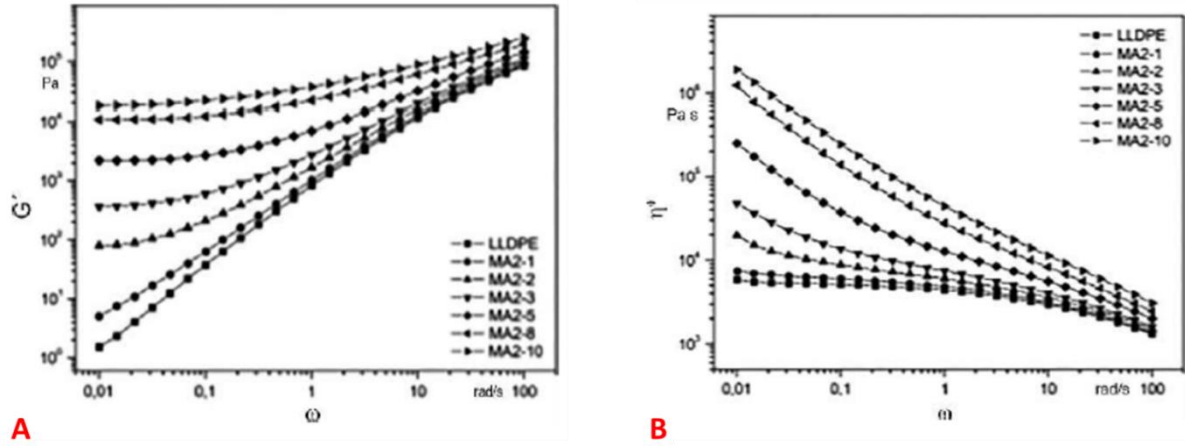 10⁵
Pa
10⁴
10³
G´
10²
10¹
10⁰
LLDPE
MA2-1
MA2-2
MA2-3
MA2-5
MA2-8
MA2-10
0,01 0,1 1 10 rad/s 100
ω
A
LLDPE
MA2-1
MA2-2
MA2-3
MA2-5
MA2-8
MA2-10
10⁶
Pa s
10⁵
10⁴
10³
0,01 0,1 1 10 rad/s 100
ω
B